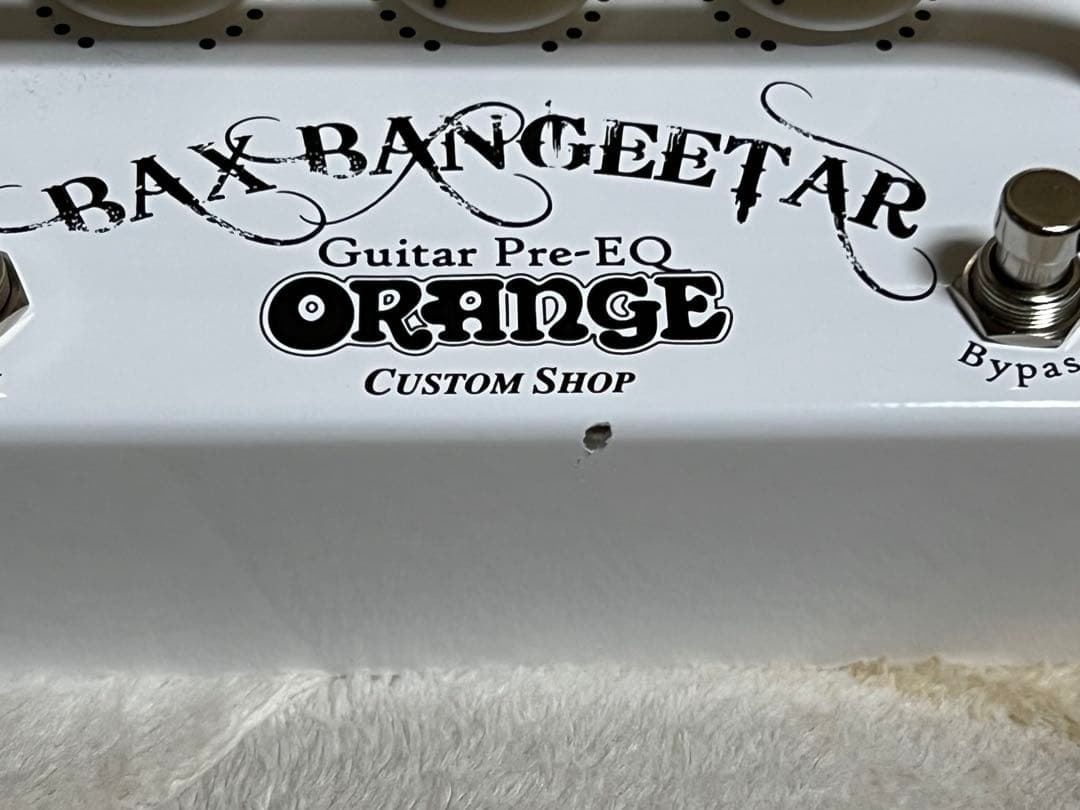 BAX BANGEETAR
Guitar Pre-EQ
ORANGE
CUSTOM SHOP
Bypas